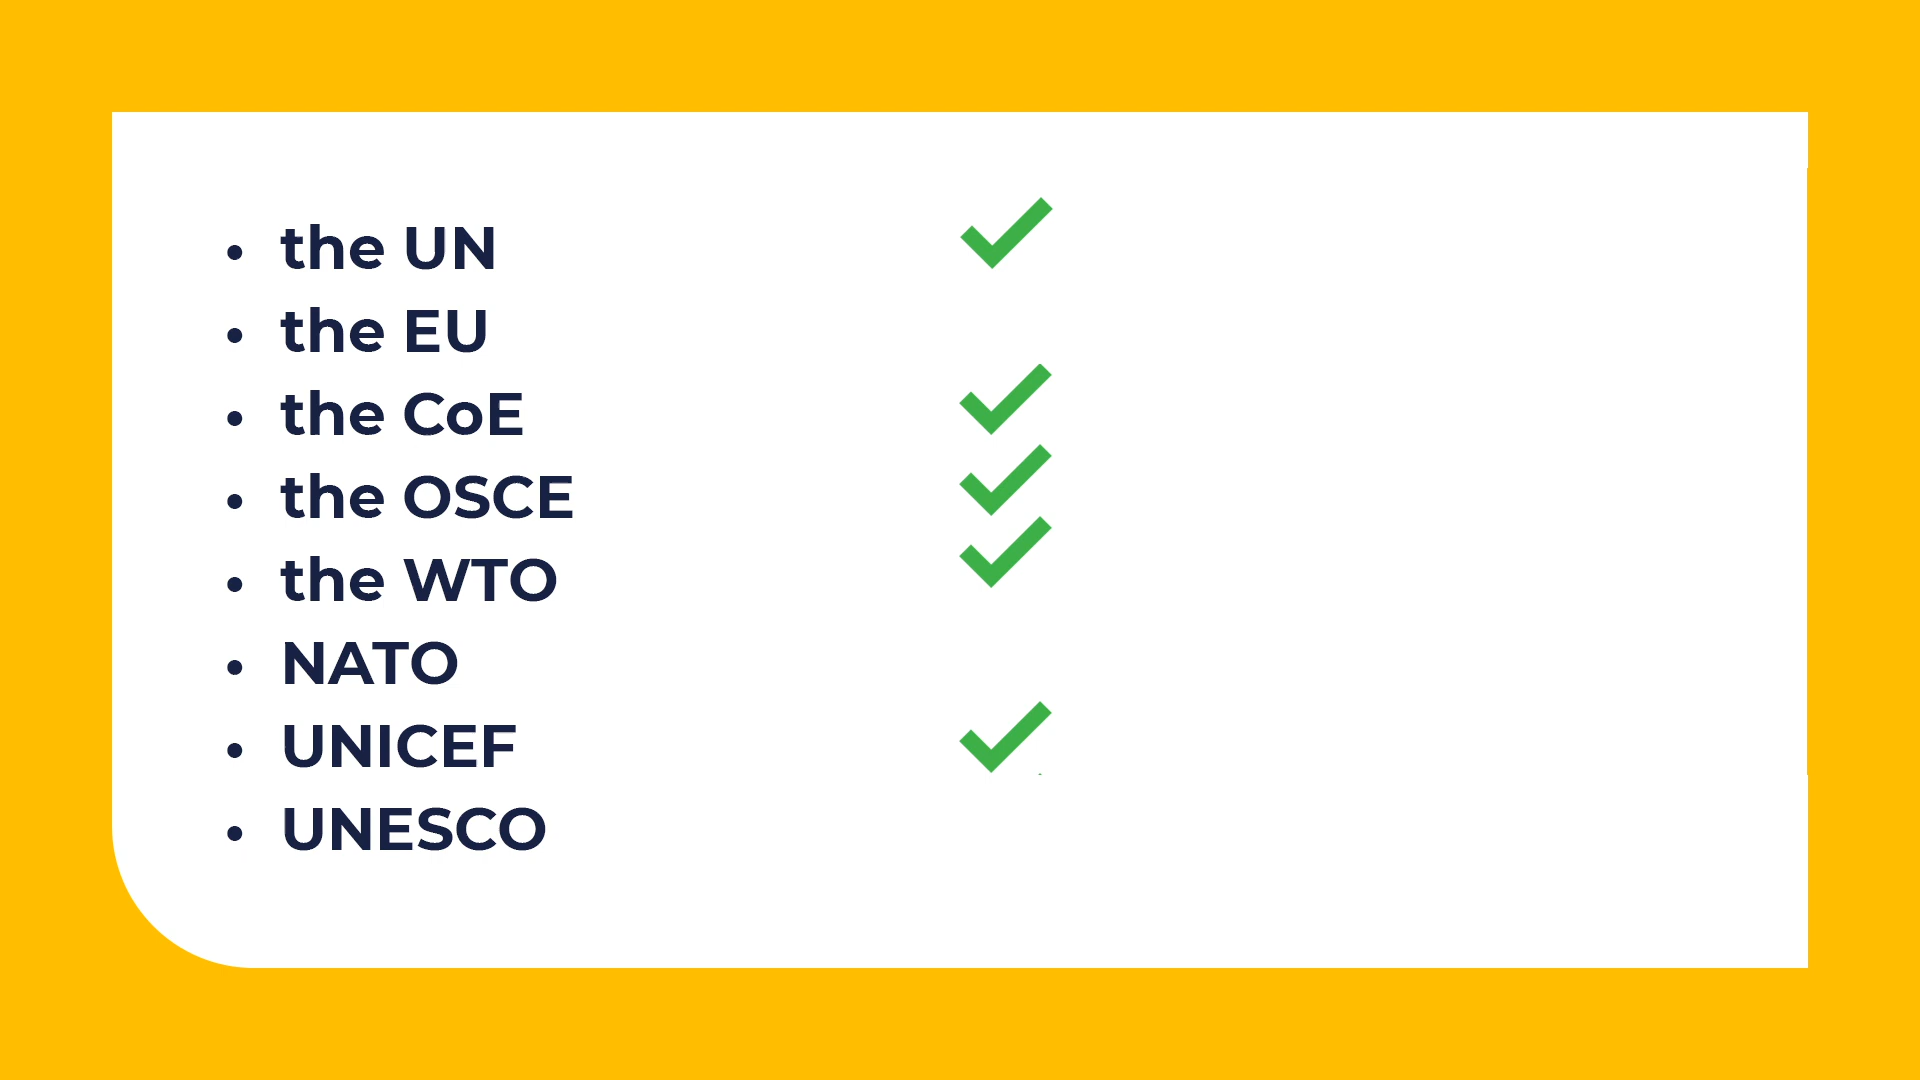 • the UN
• the EU
• the CoE
• the OSCE
• the WTO
• NATO
• UNICEF
• UNESCO